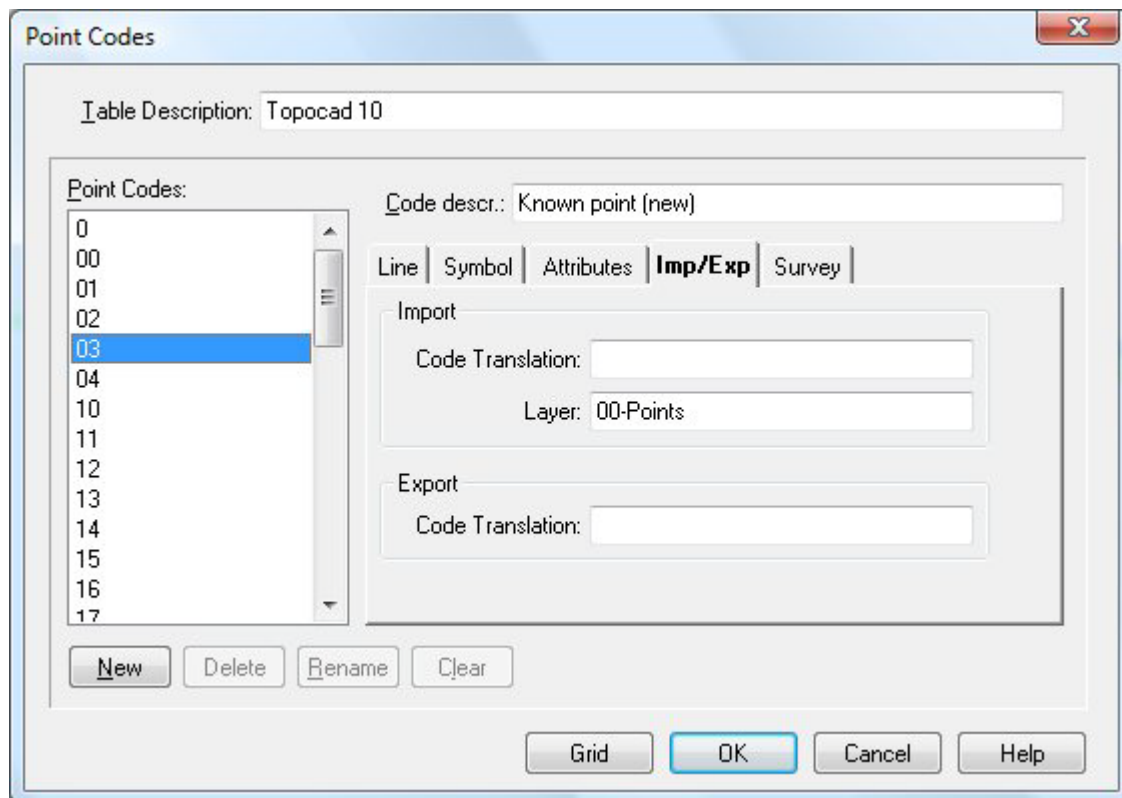 Point Codes
Table Description: Topocad 10
Point Codes:
0
00
01
02
03
04
10
11
12
13
14
15
16
17
Code descr.: Known point (new)
Line Symbol Attributes Imp/Exp Survey
Import
Code Translation:
Layer: 00-Points
Export
Code Translation:
New Delete Rename Clear
Grid OK Cancel Help